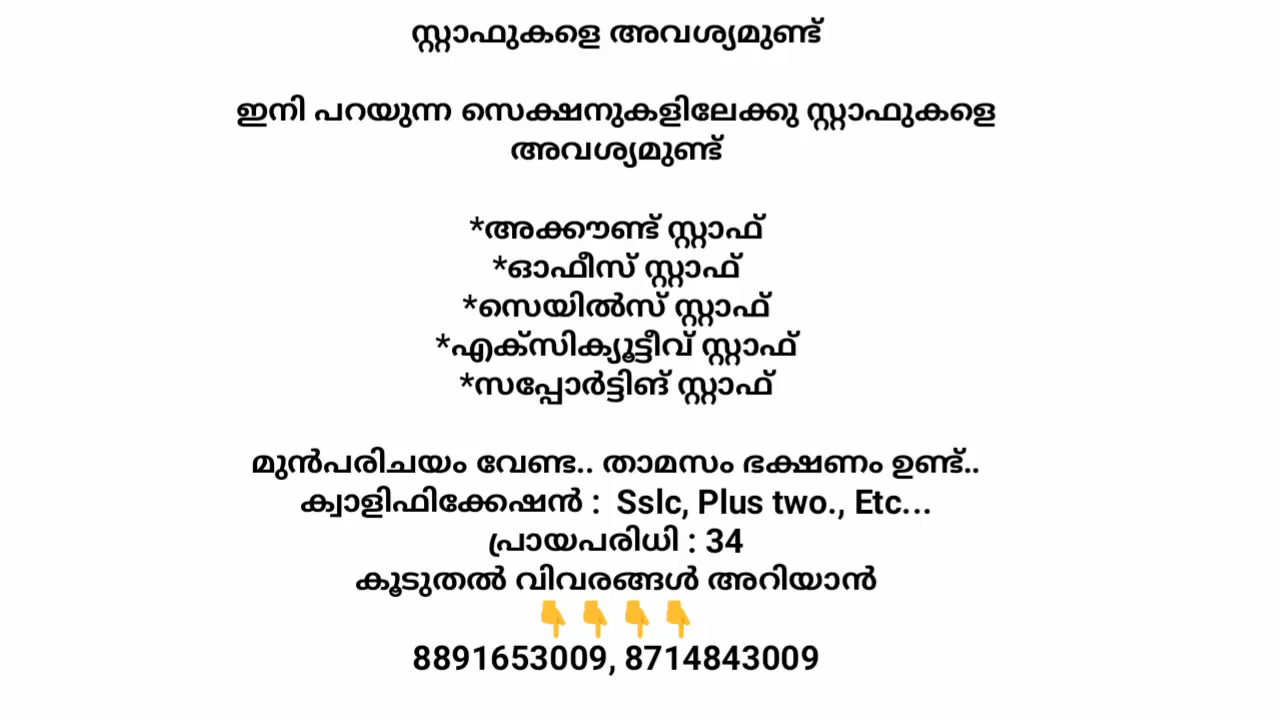 സ്റ്റാഫുകളെ അവശ്യമുണ്ട്
ഇനി പറയുന്ന സെക്ഷനുകളിലേക്കു സ്റ്റാഫുകളെ
അവശ്യമുണ്ട്
*അക്കൗണ്ട് സ്റ്റാഫ്
*ഓഫീസ് സ്റ്റാഫ്
*സെയിൽസ് സ്റ്റാഫ്
*എക്സിക്യൂട്ടീവ് സ്റ്റാഫ്
*സപ്പോർട്ടിങ് സ്റ്റാഫ്
മുൻപരിചയം വേണ്ട.. താമസം ഭക്ഷണം ഉണ്ട്..
ക്വാളിഫിക്കേഷൻ : Sslc, Plus two., Etc...
പ്രായപരിധി : 34
കൂടുതൽ വിവരങ്ങൾ അറിയാൻ
👇👇👇👇
8891653009, 8714843009